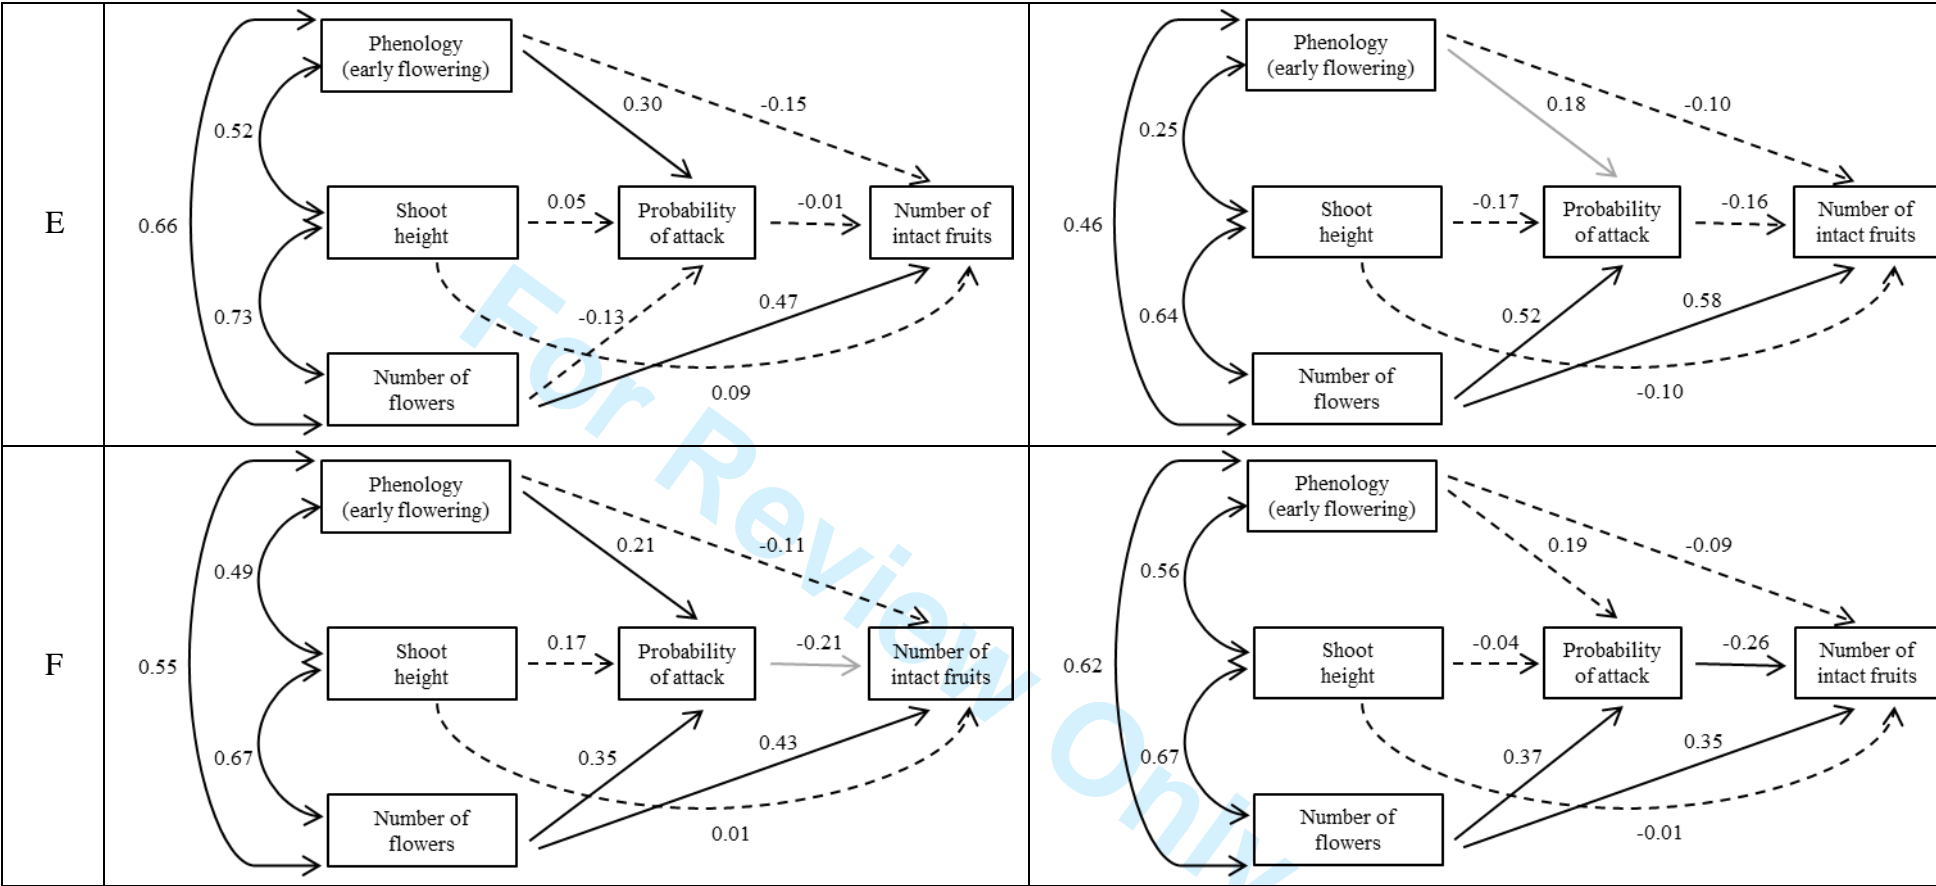 E
Phenology
(early flowering)
0.30
-0.15
0.52
0.66
Shoot
height
0.05
Probability
of attack
-0.01
Number of
intact fruits
0.73
-0.13
0.47
Number of
flowers
0.09
Phenology
(early flowering)
0.18
-0.10
0.25
0.46
Shoot
height
-0.17
Probability
of attack
-0.16
Number of
intact fruits
0.64
0.52
0.58
Number of
flowers
-0.10
F
Phenology
(early flowering)
0.21
-0.11
0.49
0.55
Shoot
height
0.17
Probability
of attack
-0.21
Number of
intact fruits
0.67
0.35
0.43
Number of
flowers
0.01
Phenology
(early flowering)
0.19
-0.09
0.56
0.62
Shoot
height
-0.04
Probability
of attack
-0.26
Number of
intact fruits
0.67
0.37
0.35
Number of
flowers
-0.01
For Review Only